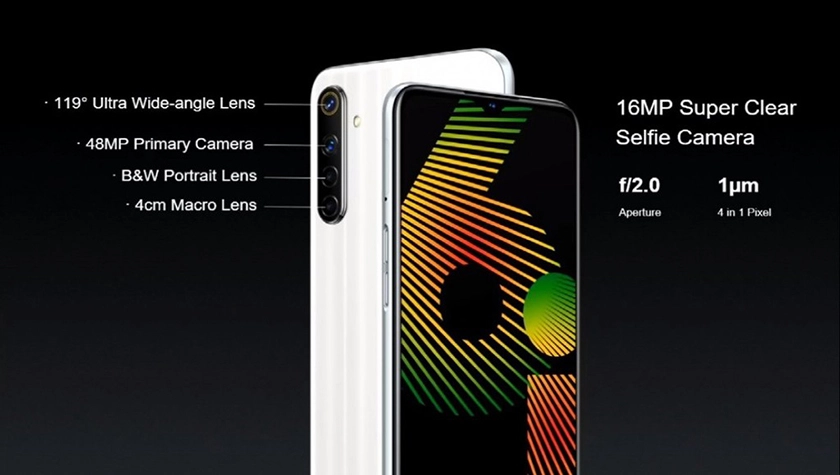 · 119° Ultra Wide-angle Lens
· 48MP Primary Camera
· B&W Portrait Lens
· 4cm Macro Lens
16MP Super Clear
Selfie Camera
f/2.0 1μm
Aperture 4 in 1 Pixel